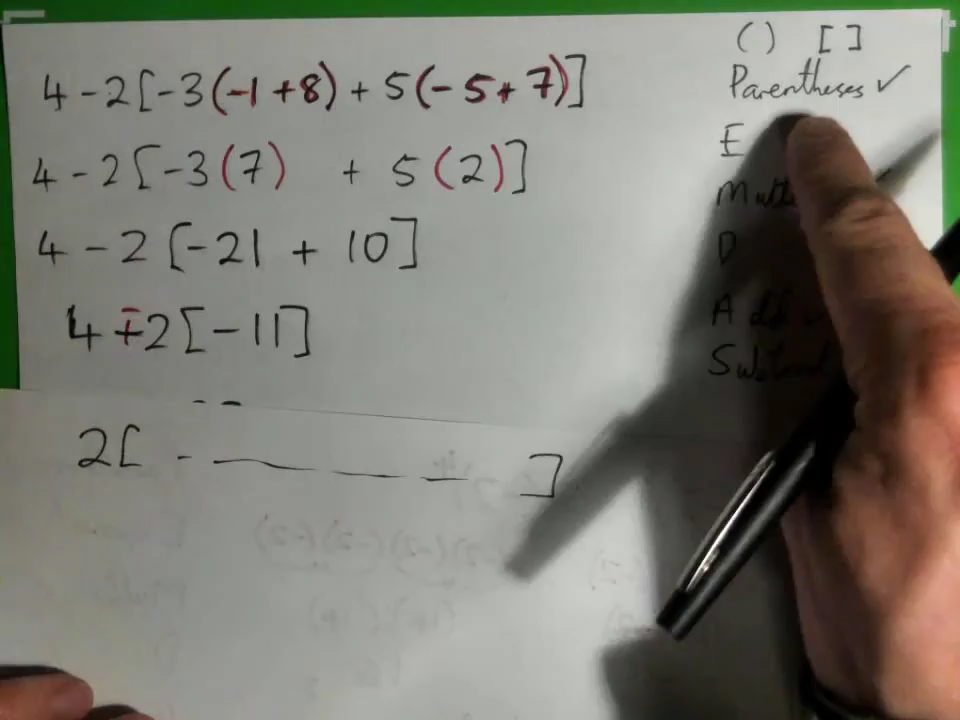 4 - 2[-3(-1+8) + 5(-5+7)]
4 - 2[-3(7) + 5(2)]
4 - 2[-21 + 10]
4 ∓ 2[-11]
2[ - — — — ]
( ) [ ]
Parentheses ✓
E
D
A